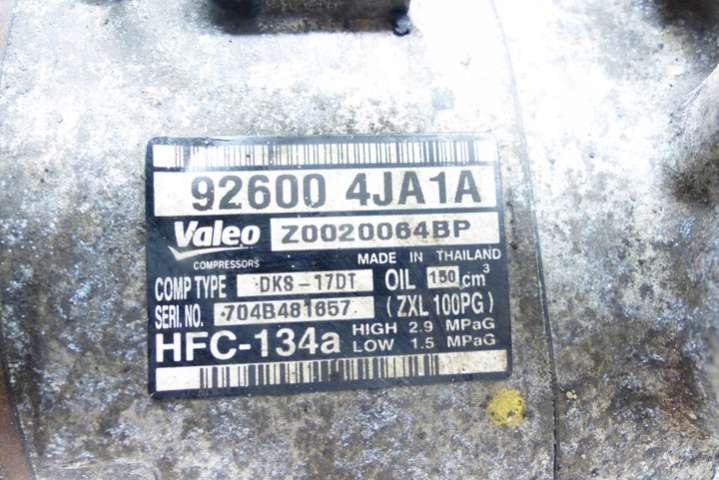 92600 4JA1A
Valeo Z0020064BP
COMPRESSORS MADE IN THAILAND
COMP TYPE DKS-17DT OIL 150 cm³
SERI. NO. 704B481657 (ZXL 100PG)
HFC-134a HIGH 2.9 MPaG
LOW 1.5 MPaG